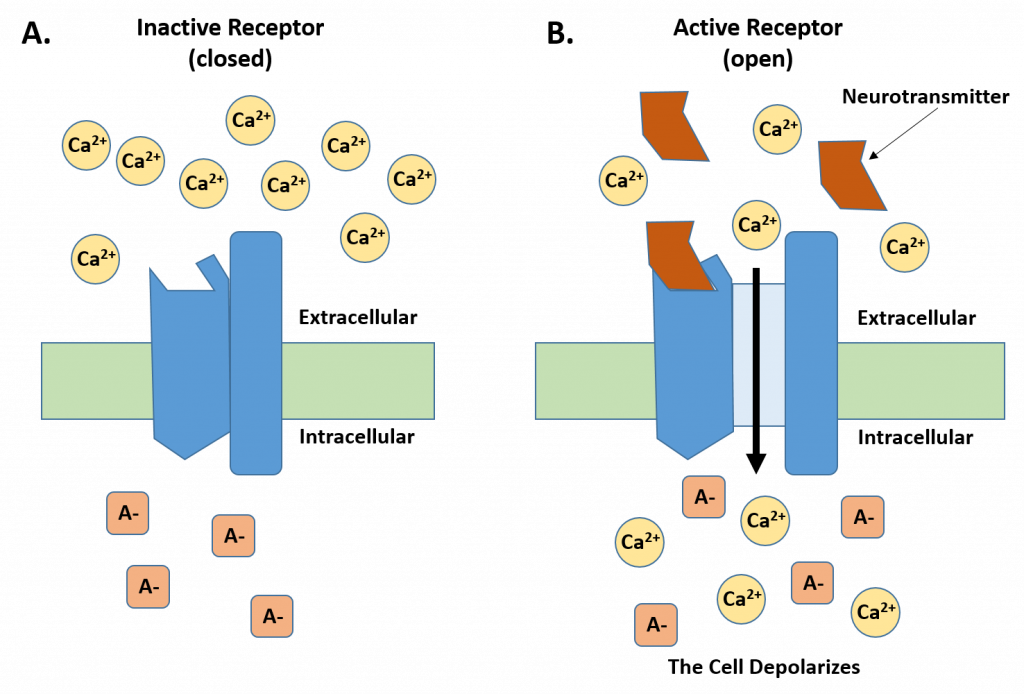 A.
Inactive Receptor
(closed)
Ca²⁺
Ca²⁺
Ca²⁺
Ca²⁺
Ca²⁺
Ca²⁺
Ca²⁺
Ca²⁺
Ca²⁺
Extracellular
Intracellular
A-
A-
A-
A-
B.
Active Receptor
(open)
Neurotransmitter
Ca²⁺
Ca²⁺
Ca²⁺
Ca²⁺
Extracellular
Intracellular
A-
Ca²⁺
A-
Ca²⁺
A-
Ca²⁺
Ca²⁺
A-
The Cell Depolarizes